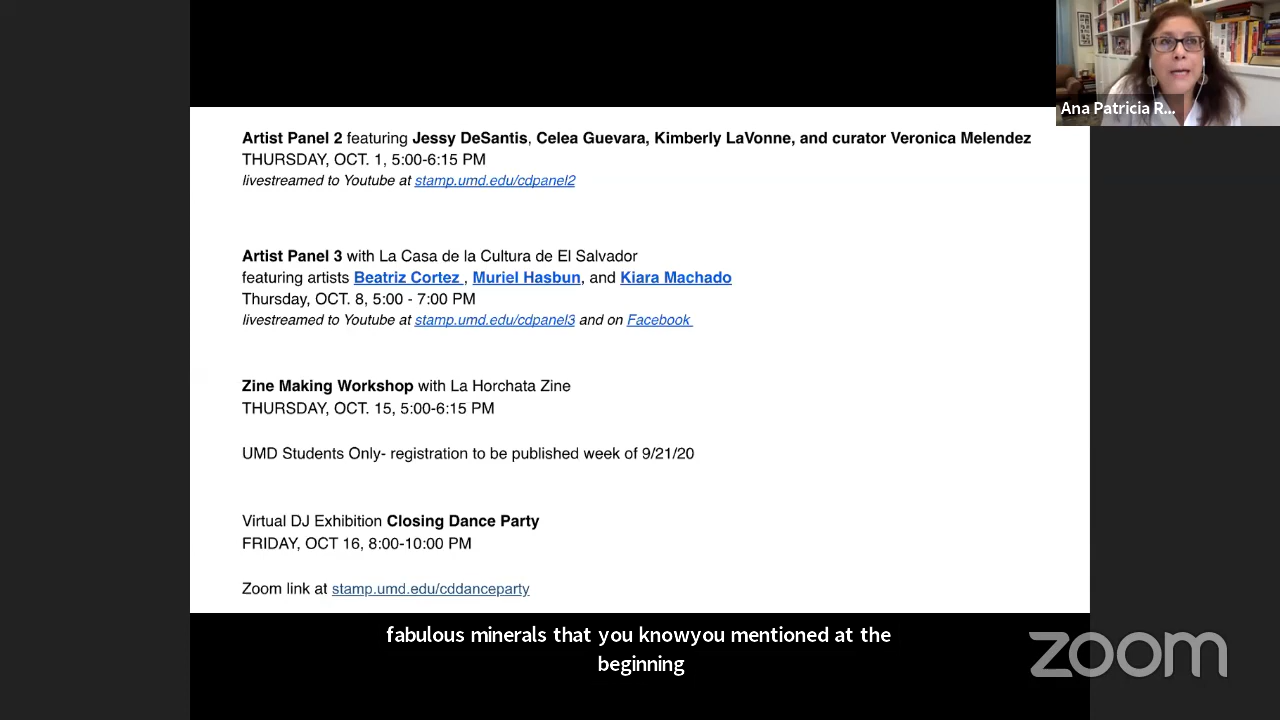 Ana Patricia R...
Artist Panel 2 featuring Jessy DeSantis, Celea Guevara, Kimberly LaVonne, and curator Veronica Melendez
THURSDAY, OCT. 1, 5:00-6:15 PM
livestreamed to Youtube at stamp.umd.edu/cdpanel2
Artist Panel 3 with La Casa de la Cultura de El Salvador
featuring artists Beatriz Cortez , Muriel Hasbun, and Kiara Machado
Thursday, OCT. 8, 5:00 - 7:00 PM
livestreamed to Youtube at stamp.umd.edu/cdpanel3 and on Facebook
Zine Making Workshop with La Horchata Zine
THURSDAY, OCT. 15, 5:00-6:15 PM
UMD Students Only- registration to be published week of 9/21/20
Virtual DJ Exhibition Closing Dance Party
FRIDAY, OCT 16, 8:00-10:00 PM
Zoom link at stamp.umd.edu/cddanceparty
fabulous minerals that you knowyou mentioned at the
beginning
zoom